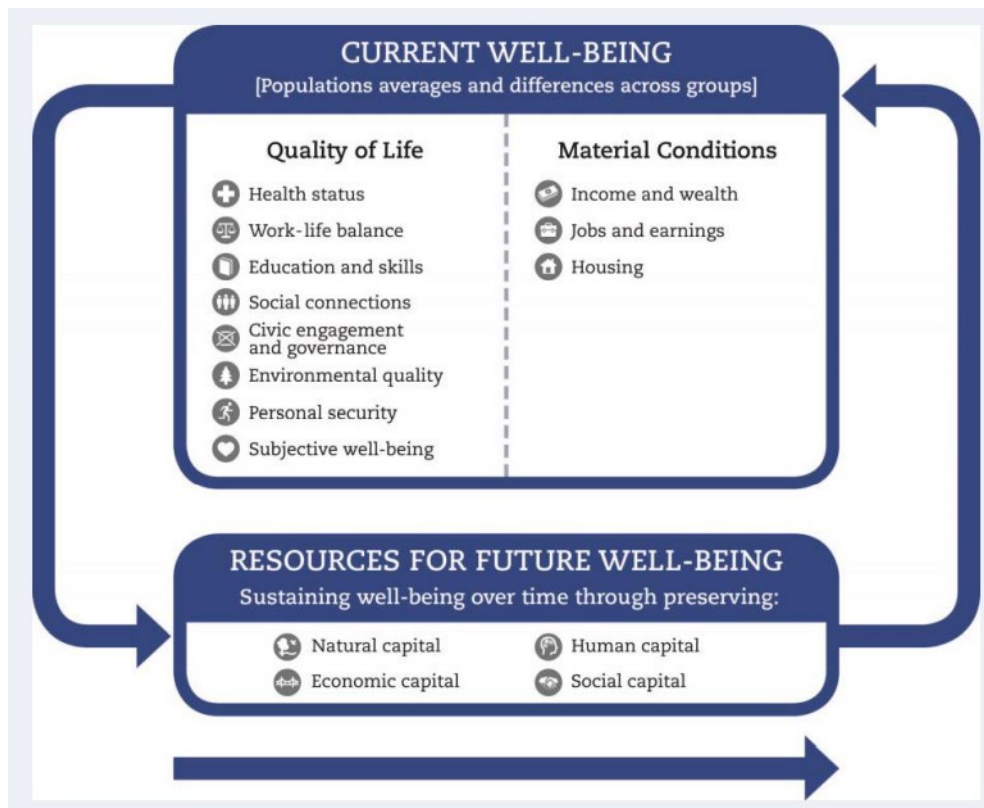 CURRENT WELL-BEING
[Populations averages and differences across groups]
Quality of Life
Health status
Work-life balance
Education and skills
Social connections
Civic engagement
and governance
Environmental quality
Personal security
Subjective well-being
Material Conditions
Income and wealth
Jobs and earnings
Housing
RESOURCES FOR FUTURE WELL-BEING
Sustaining well-being over time through preserving:
Natural capital
Human capital
Economic capital
Social capital